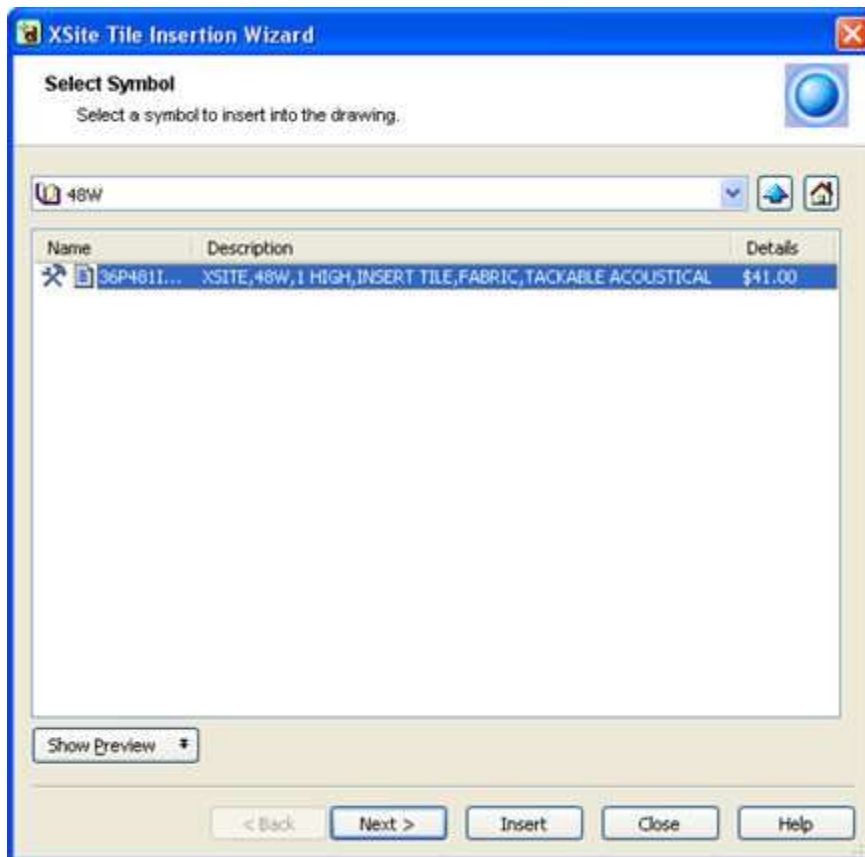 XSite Tile Insertion Wizard
Select Symbol
Select a symbol to insert into the drawing.
48W
Name Description Details
36P481I... XSITE,48W,1 HIGH,INSERT TILE,FABRIC,TACKABLE ACOUSTICAL $41.00
Show Preview
< Back Next > Insert Close Help